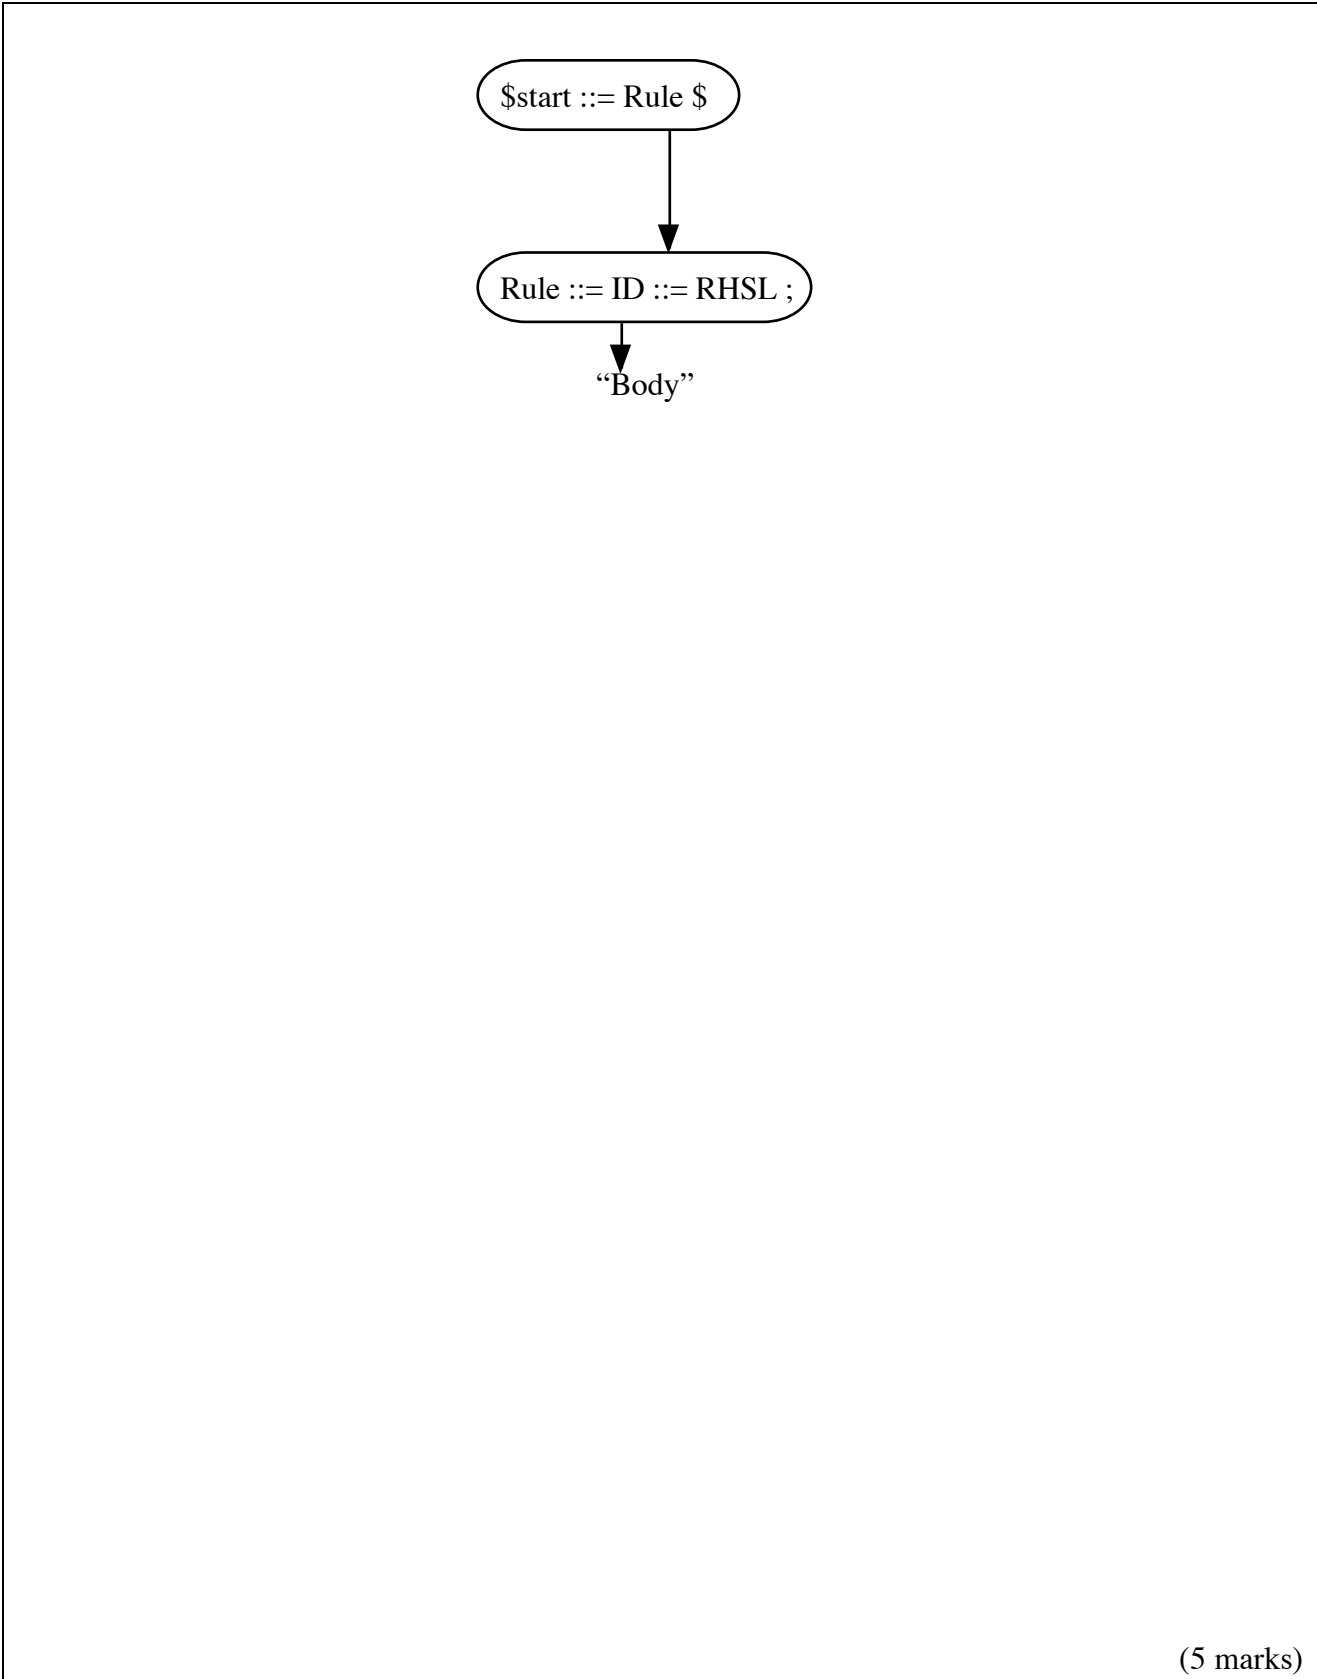 $start ::= Rule $
Rule ::= ID ::= RHSL ;
“Body”
(5 marks)